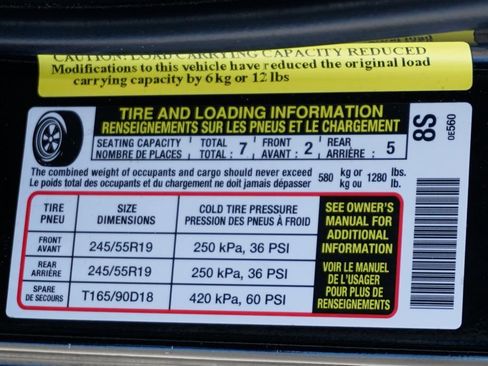 CAUTION: LOAD CARRYING CAPACITY REDUCED
Modifications to this vehicle have reduced the original load
carrying capacity by 6 kg or 12 lbs
TIRE AND LOADING INFORMATION
RENSEIGNEMENTS SUR LES PNEUS ET LE CHARGEMENT
SEATING CAPACITY TOTAL : 7 FRONT : 2 REAR : 5
NOMBRE DE PLACES TOTAL : AVANT : ARRIÈRE :
The combined weight of occupants and cargo should never exceed 580 kg or 1280 lbs.
Le poids total des occupants et du chargement ne doit jamais dépasser kg ou lb.
TIRE
PNEU
SIZE
DIMENSIONS
COLD TIRE PRESSURE
PRESSION DES PNEUS À FROID
FRONT
AVANT
245/55R19
250 kPa, 36 PSI
REAR
ARRIÈRE
245/55R19
250 kPa, 36 PSI
SPARE
DE SECOURS
T165/90D18
420 kPa, 60 PSI
SEE OWNER'S
MANUAL FOR
ADDITIONAL
INFORMATION
VOIR LE MANUEL
DE L'USAGER
POUR PLUS DE
RENSEIGNEMENTS
8S
0E560